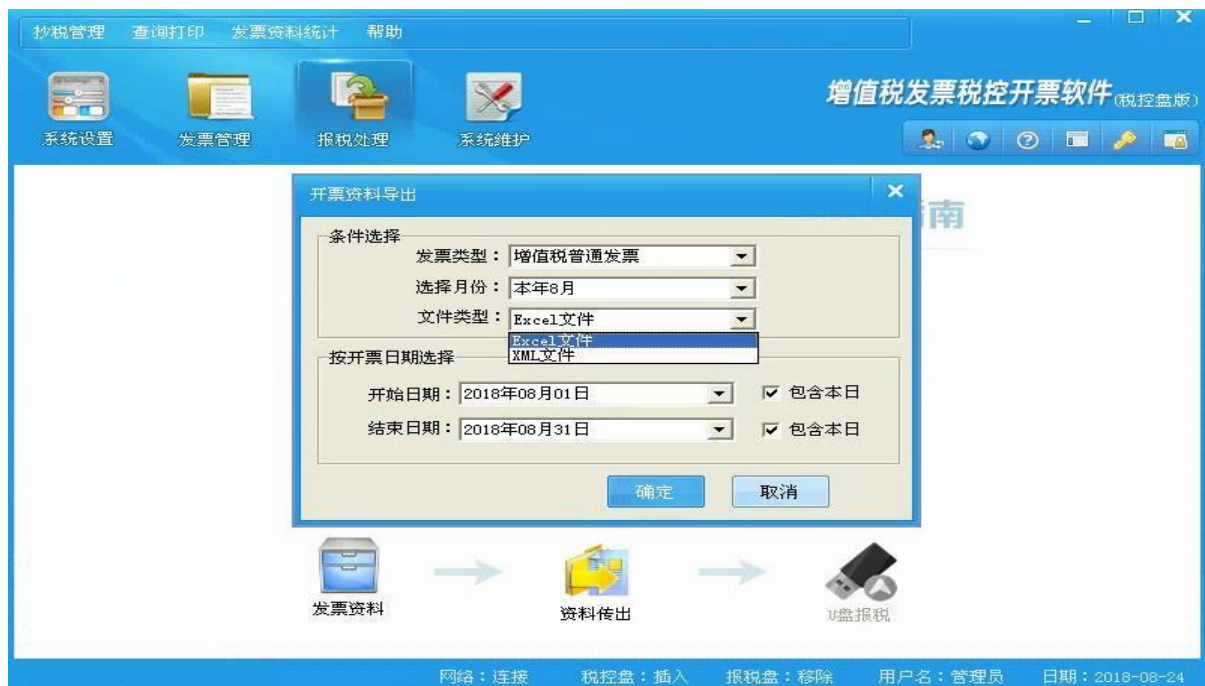 抄税管理 查询打印 发票资料统计 帮助
增值税发票税控开票软件(税控盘版)
系统设置 发票管理 报税处理 系统维护
开票资料导出
南
条件选择
发票类型：增值税普通发票
选择月份：本年8月
文件类型：Excel文件
Excel文件
XML文件
按开票日期选择
开始日期：2018年08月01日 包含本日
结束日期：2018年08月31日 包含本日
确定 取消
发票资料 资料传出 U盘报税
网络：连接 税控盘：插入 报税盘：移除 用户名：管理员 日期：2018-08-24